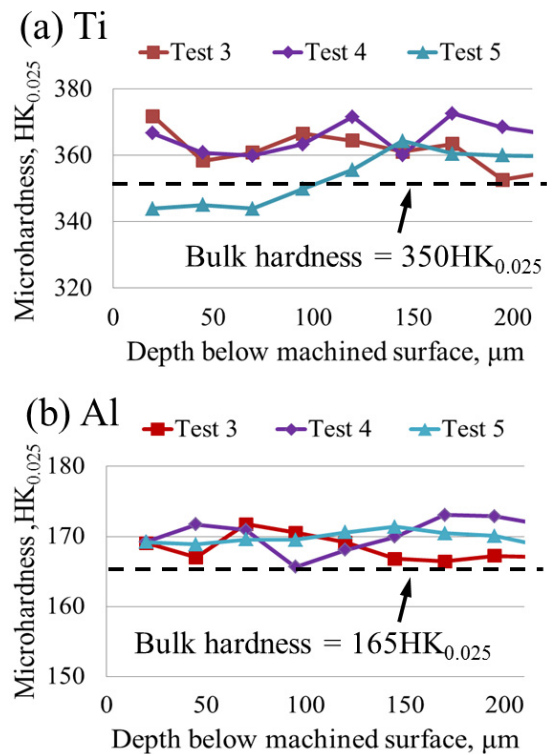 (a) Ti
Test 3 Test 4 Test 5
Microhardness, HK0.025
380
360
340
320
Bulk hardness = 350HK0.025
0 50 100 150 200
Depth below machined surface, μm
(b) Al
Test 3 Test 4 Test 5
Microhardness ,HK0.025
180
170
160
150
Bulk hardness = 165HK0.025
0 50 100 150 200
Depth below machined surface, μm